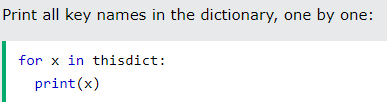 Print all key names in the dictionary, one by one:
for x in thisdict:
  print(x)